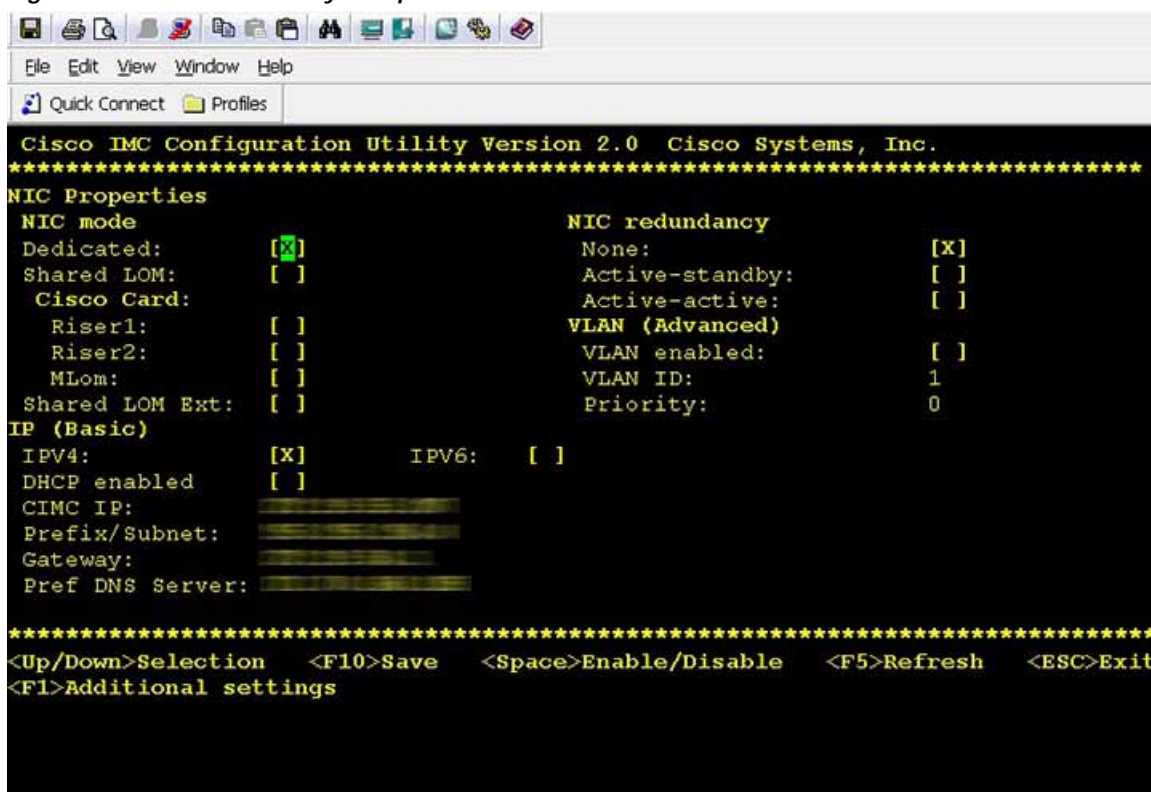 File Edit View Window Help
Quick Connect Profiles
Cisco IMC Configuration Utility Version 2.0 Cisco Systems, Inc.
********************************************************************************
NIC Properties
NIC mode NIC redundancy
Dedicated: [X] None: [X]
Shared LOM: [ ] Active-standby: [ ]
Cisco Card: Active-active: [ ]
Riser1: [ ] VLAN (Advanced)
Riser2: [ ] VLAN enabled: [ ]
MLom: [ ] VLAN ID: 1
Shared LOM Ext: [ ] Priority: 0
IP (Basic)
IPV4: [X] IPV6: [ ]
DHCP enabled [ ]
CIMC IP:
Prefix/Subnet:
Gateway:
Pref DNS Server:
********************************************************************************
<Up/Down>Selection <F10>Save <Space>Enable/Disable <F5>Refresh <ESC>Exit
<F1>Additional settings